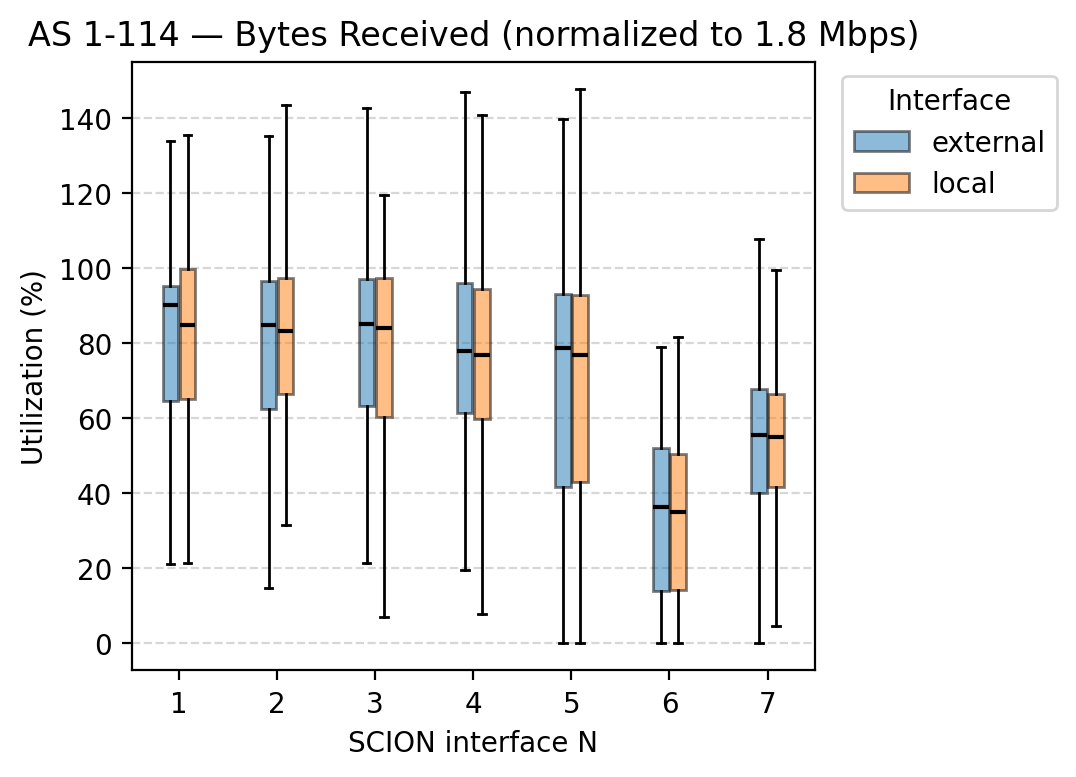 AS 1-114 — Bytes Received (normalized to 1.8 Mbps)
Interface
external
local
Utilization (%)
140
120
100
80
60
40
20
0
1 2 3 4 5 6 7
SCION interface N